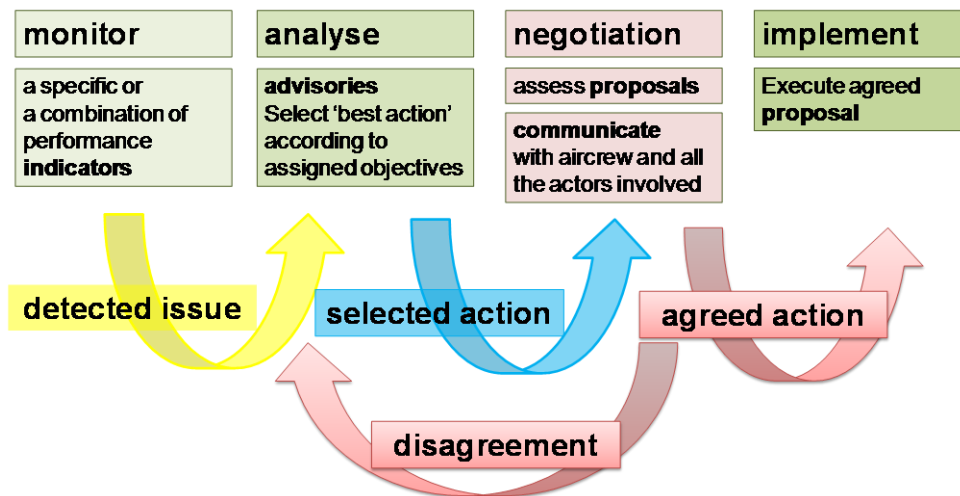 monitor
a specific or
a combination of
performance
indicators
analyse
advisories
Select ‘best action’
according to
assigned objectives
negotiation
assess proposals
communicate
with aircrew and all
the actors involved
implement
Execute agreed
proposal
detected issue
selected action
agreed action
disagreement